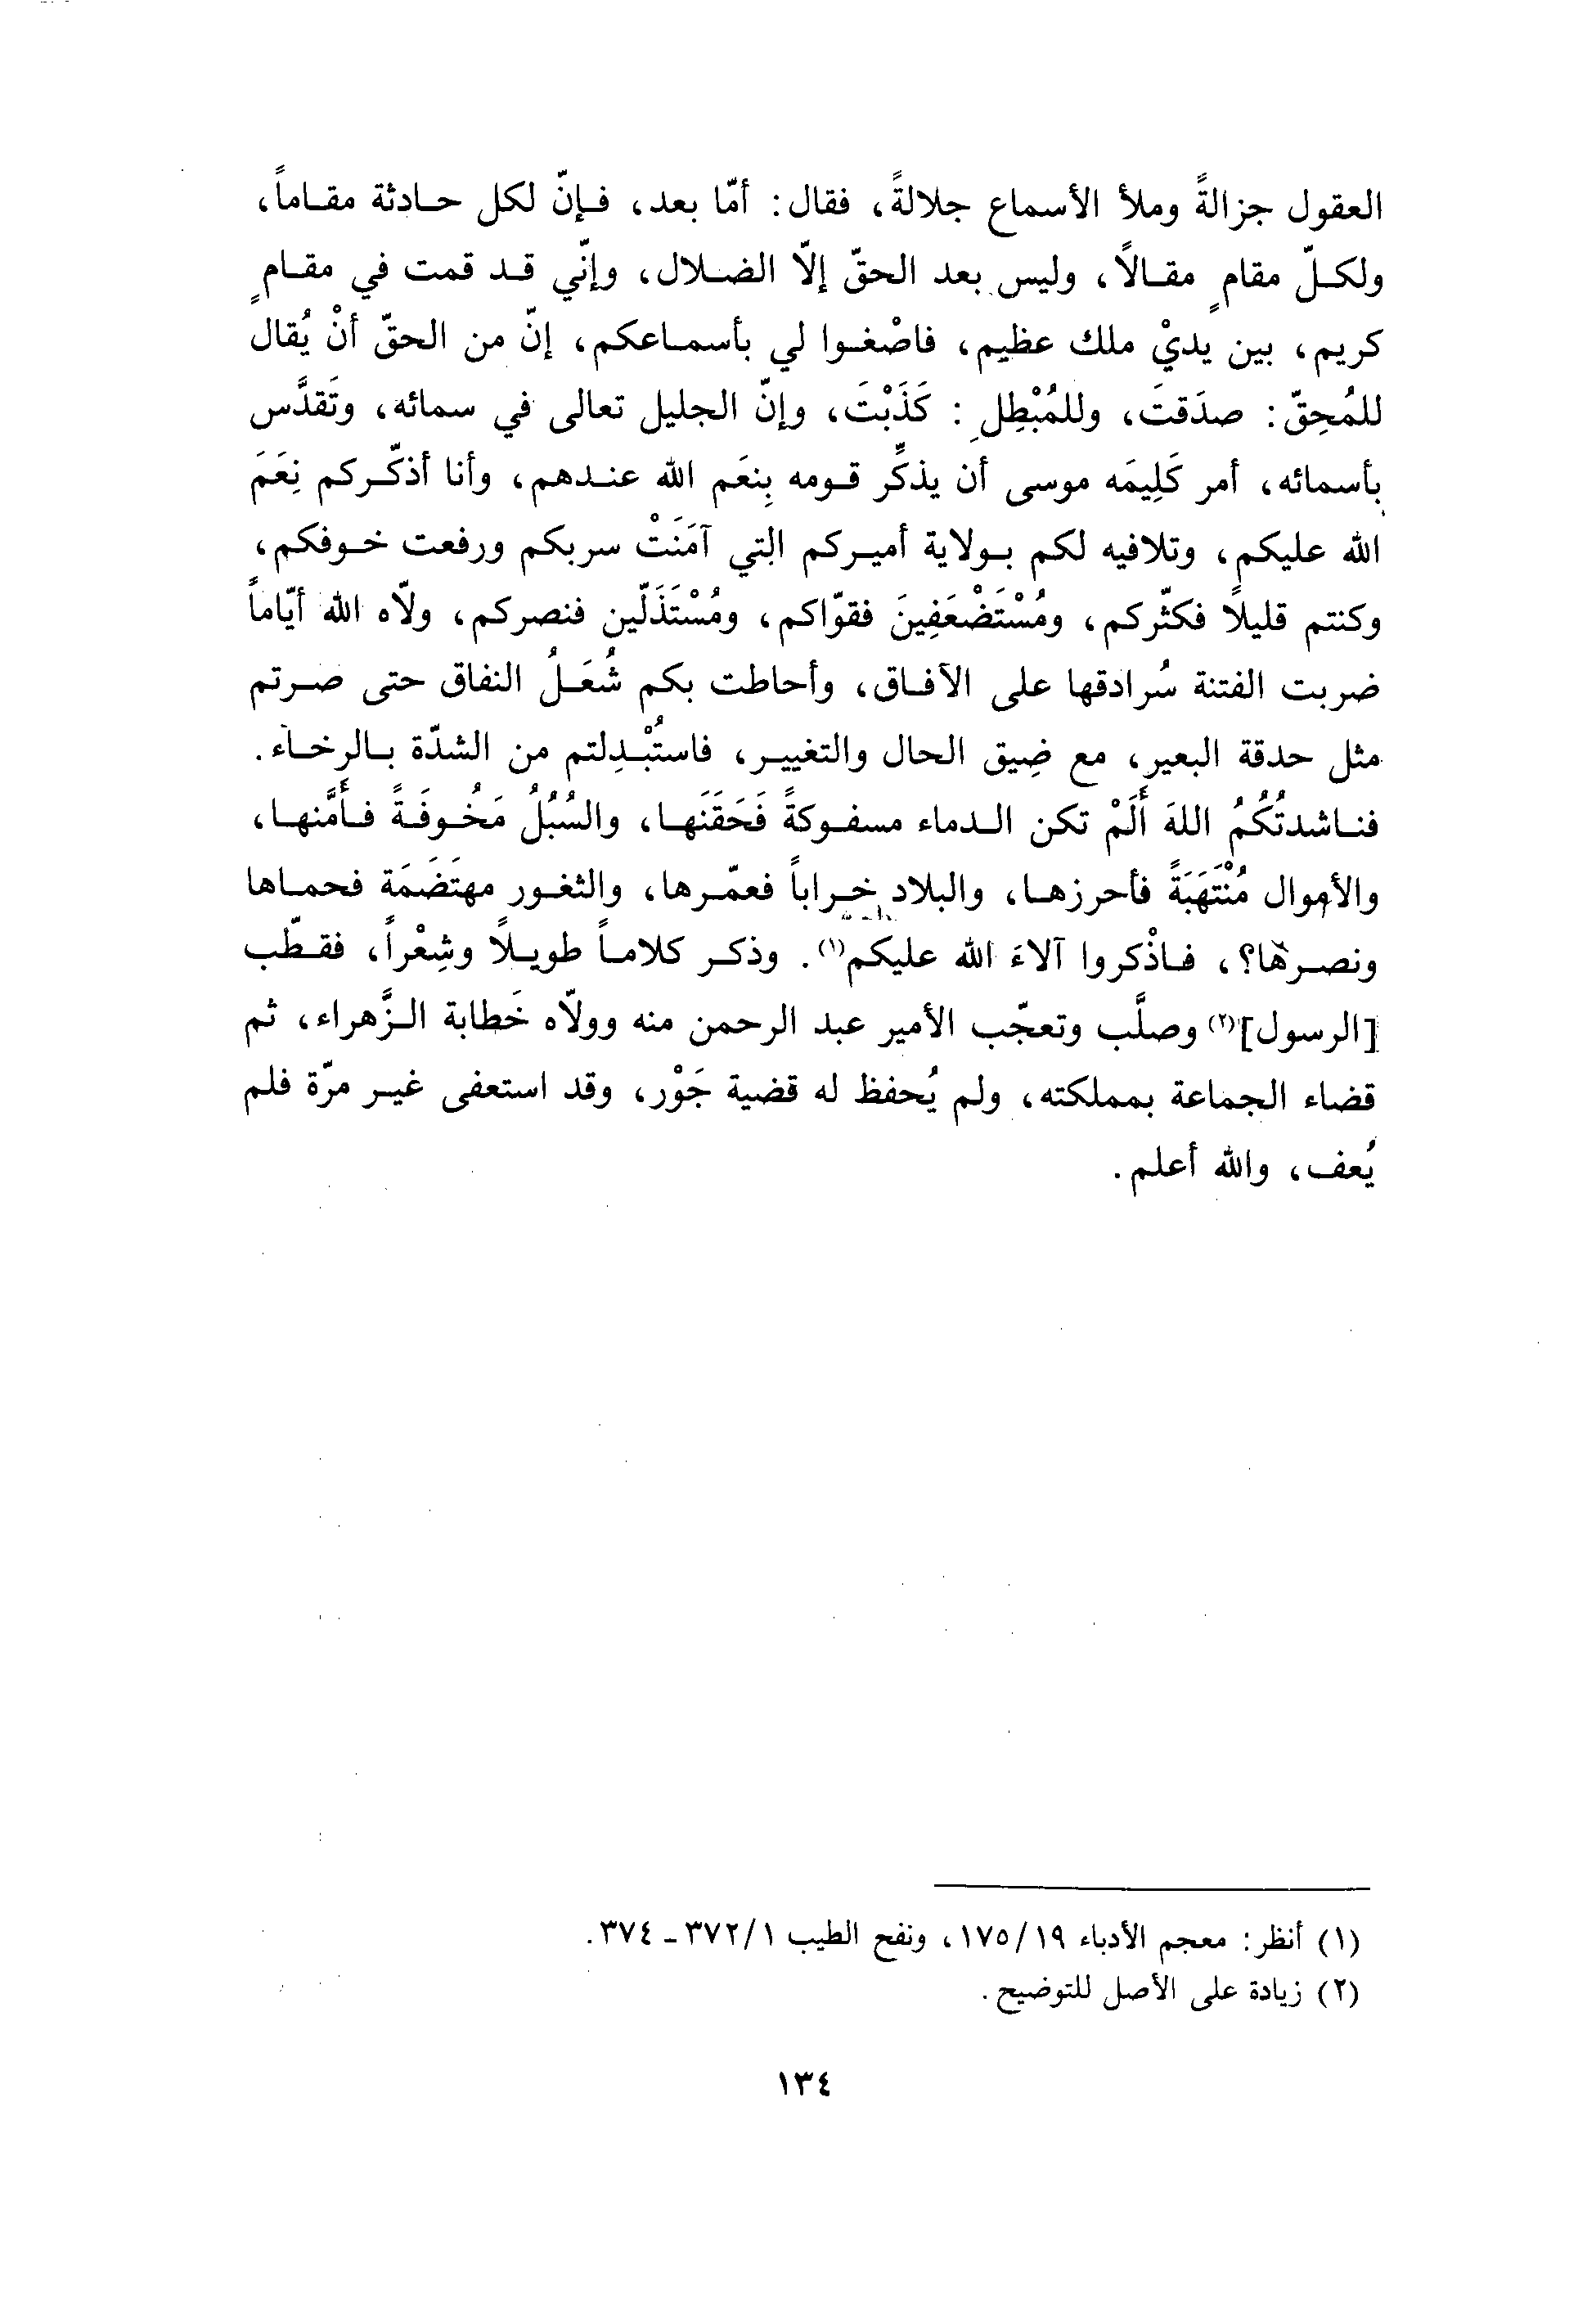 العقول جزالةً وملأ الأسماع جلالةً، فقال: أمّا بعد، فإنّ لكل حادثة مقاماً،
ولكلّ مقامٍ مقالاً، وليس بعد الحقّ إلاّ الضلال، وإنّي قد قمت في مقامٍ
كريم، بين يديْ ملك عظيم، فاصْغوا لي بأسماعكم، إنّ من الحقّ أنْ يُقال
للمُحِقّ: صدَقتَ، وللمُبْطِلِ: كَذَبْتَ، وإنّ الجليل تعالى في سمائه، وتَقدَّس
بأسمائه، أمر كَلِيمَه موسى أن يذكِّر قومه بِنعَم الله عندهم، وأنا أذكّركم نِعَمَ
الله عليكم، وتلافيه لكم بولاية أميركم التي آمَنَتْ سربكم ورفعت خوفكم،
وكنتم قليلاً فكثّركم، ومُسْتَضْعَفِينَ فقوّاكم، ومُسْتَذَلّين فنصركم، ولاّه الله أيّاماً
ضربت الفتنة سُرادقها على الآفاق، وأحاطت بكم شُعَلُ النفاق حتى صرتم
مثل حدقة البعير، مع ضِيق الحال والتغيير، فاستُبْدِلتم من الشدّة بالرخاء.
فناشدتُكُمُ اللهَ أَلَمْ تكن الدماء مسفوكةً فَحَقَنَها، والسُبُلُ مَخُوفَةً فأَمَّنها،
والأموال مُنْتَهَبَةً فأحرزها، والبلاد خراباً فعمّرها، والثغور مهتَضَمَة فحماها
ونصرها؟، فاذْكروا آلاءَ الله عليكم(١). وذكر كلاماً طويلاً وشِعْراً، فقطّب
[الرسول](٢) وصلَّب وتعجّب الأمير عبد الرحمن منه وولاّه خَطابة الزَّهراء، ثم
قضاء الجماعة بمملكته، ولم يُحفظ له قضية جَوْر، وقد استعفى غير مرّة فلم
يُعف، والله أعلم.
(١) أنظر: معجم الأدباء ١٧٥/١٩، ونفح الطيب ٣٧٢/١ - ٣٧٤.
(٢) زيادة على الأصل للتوضيح.
١٣٤